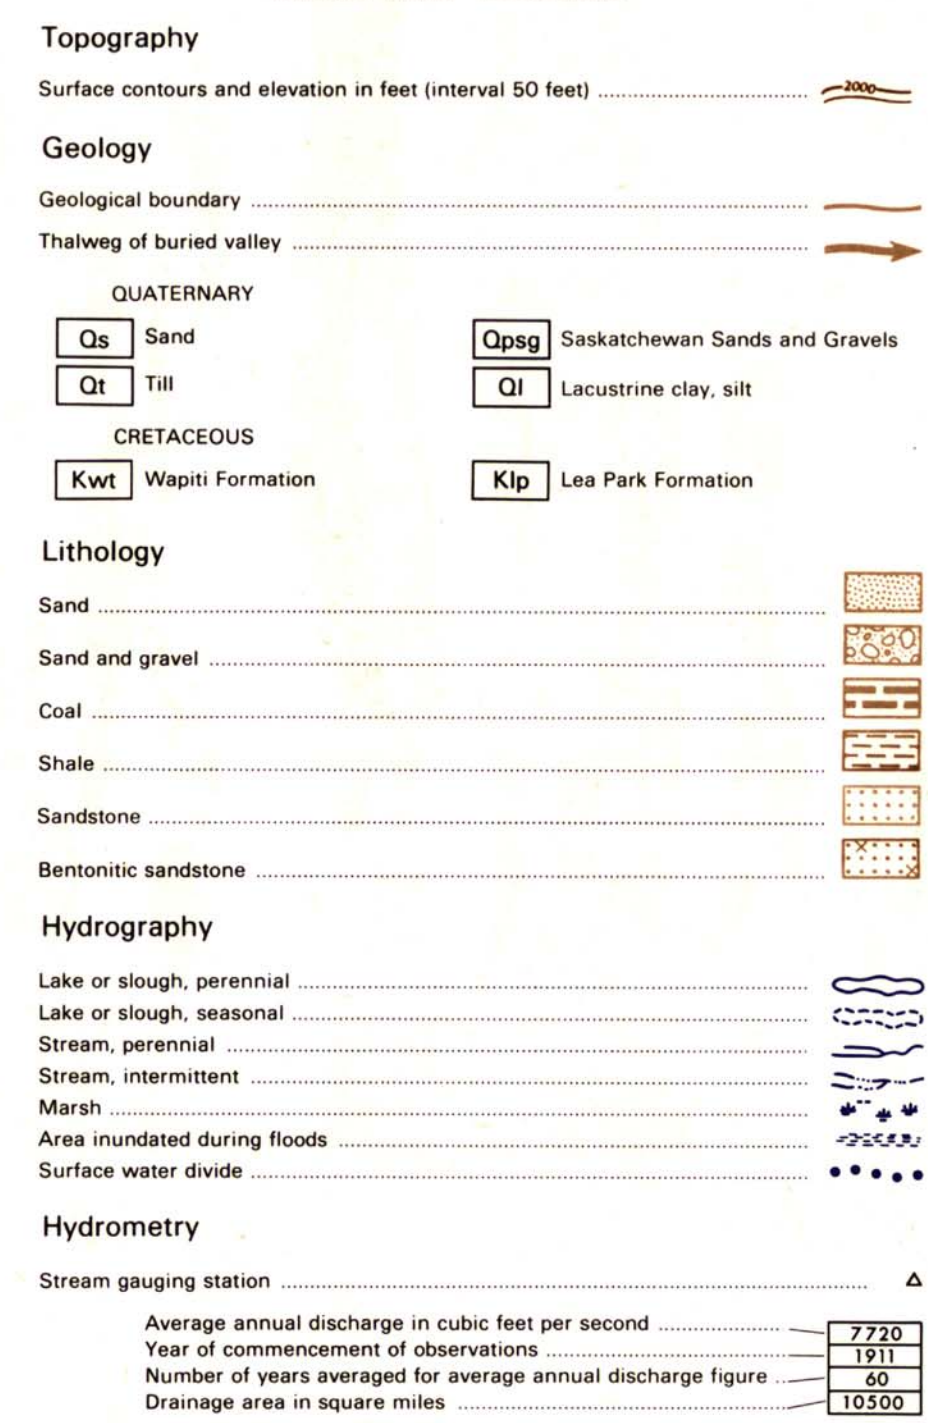 Topography
Surface contours and elevation in feet (interval 50 feet) 2000
Geology
Geological boundary
Thalweg of buried valley
QUATERNARY
Qs Sand Qpsg Saskatchewan Sands and Gravels
Qt Till Ql Lacustrine clay, silt
CRETACEOUS
Kwt Wapiti Formation Klp Lea Park Formation
Lithology
Sand
Sand and gravel
Coal
Shale
Sandstone
Bentonitic sandstone
Hydrography
Lake or slough, perennial
Lake or slough, seasonal
Stream, perennial
Stream, intermittent
Marsh
Area inundated during floods
Surface water divide
Hydrometry
Stream gauging station
Average annual discharge in cubic feet per second 7720
Year of commencement of observations 1911
Number of years averaged for average annual discharge figure 60
Drainage area in square miles 10500